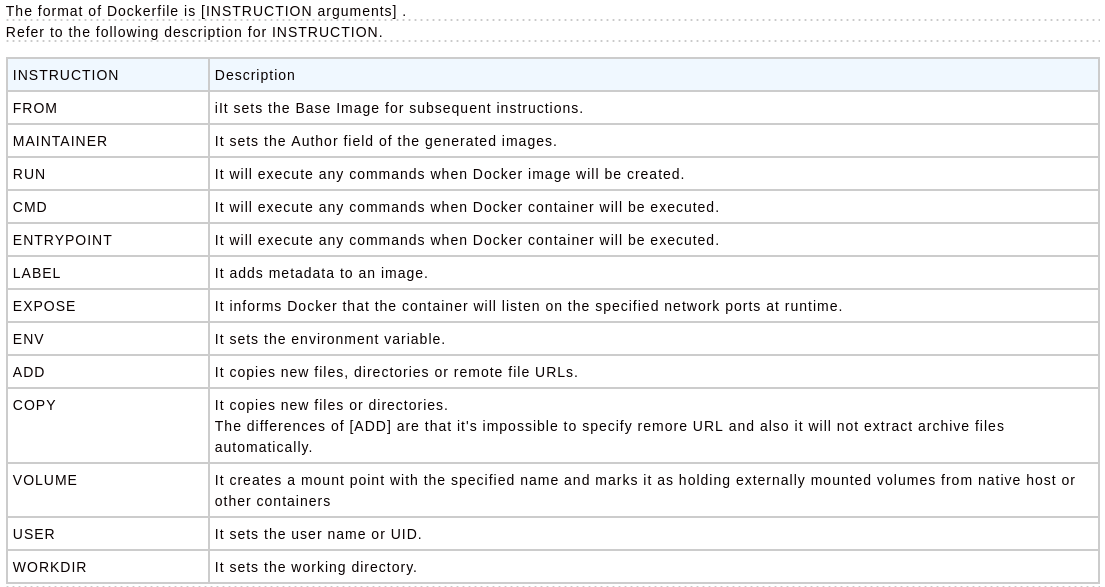 The format of Dockerfile is [INSTRUCTION arguments] .
Refer to the following description for INSTRUCTION.
INSTRUCTION Description
FROM iIt sets the Base Image for subsequent instructions.
MAINTAINER It sets the Author field of the generated images.
RUN It will execute any commands when Docker image will be created.
CMD It will execute any commands when Docker container will be executed.
ENTRYPOINT It will execute any commands when Docker container will be executed.
LABEL It adds metadata to an image.
EXPOSE It informs Docker that the container will listen on the specified network ports at runtime.
ENV It sets the environment variable.
ADD It copies new files, directories or remote file URLs.
COPY It copies new files or directories.
The differences of [ADD] are that it's impossible to specify remore URL and also it will not extract archive files
automatically.
VOLUME It creates a mount point with the specified name and marks it as holding externally mounted volumes from native host or
other containers
USER It sets the user name or UID.
WORKDIR It sets the working directory.